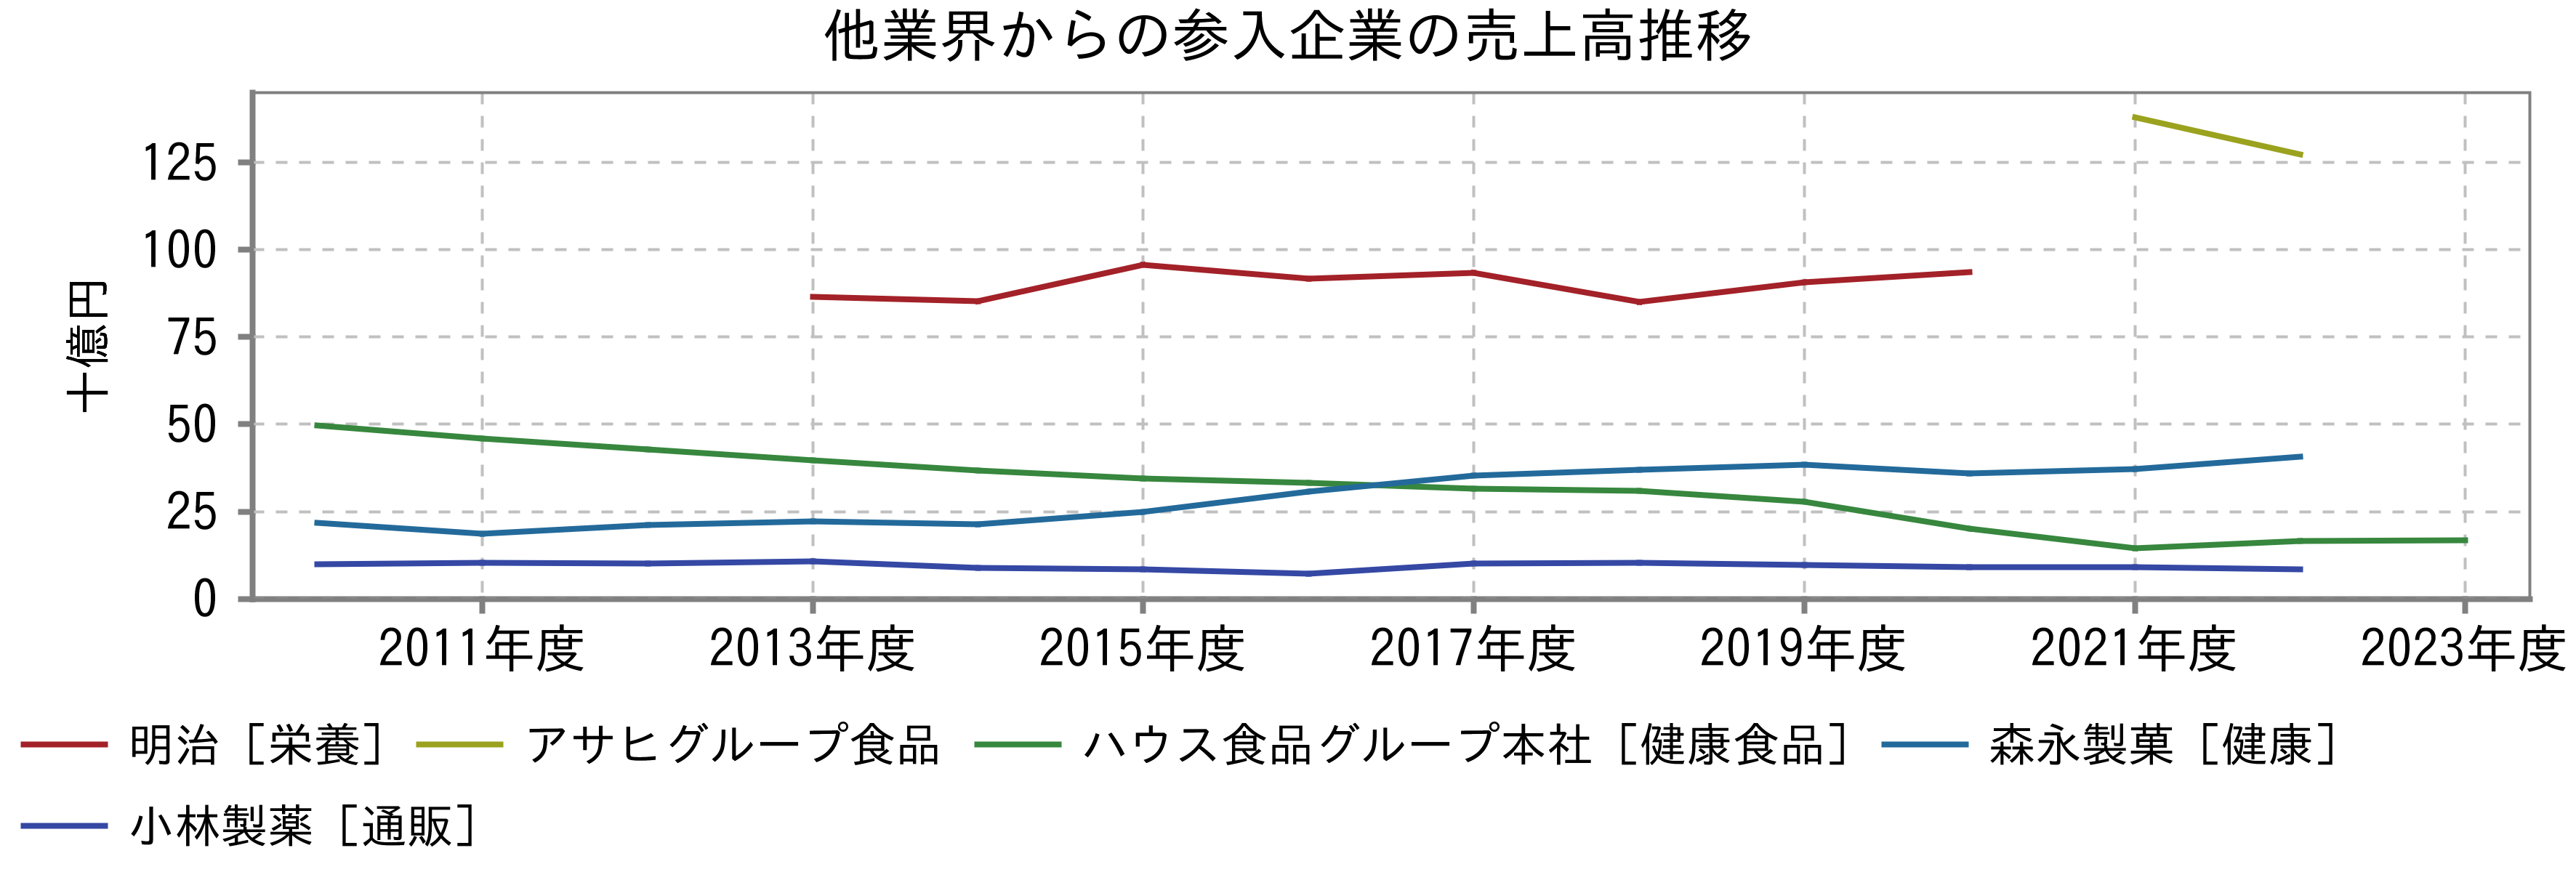 他業界からの参入企業の売上高推移
125
100
75
50
25
0
十億円
2011年度 2013年度 2015年度 2017年度 2019年度 2021年度 2023年度
明治［栄養］ アサヒグループ食品 ハウス食品グループ本社［健康食品］ 森永製菓［健康］
小林製薬［通販］